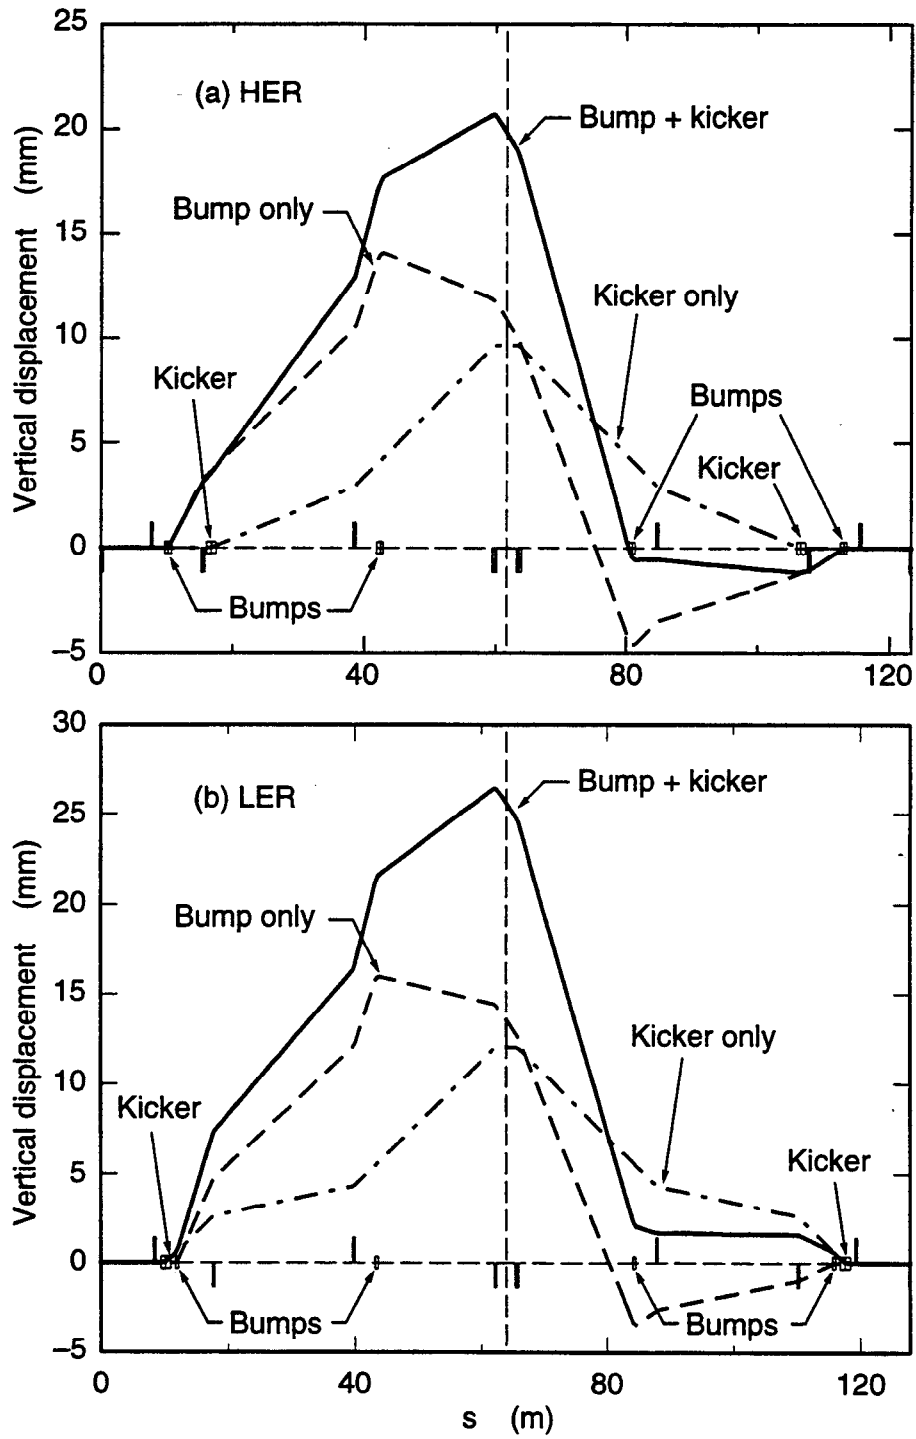 25
(a) HER
20
Bump + kicker
Bump only
15
Kicker only
10
Kicker
Bumps
5
Kicker
0
Bumps
–5
0 40 80 120
Vertical displacement (mm)
30
(b) LER
Bump + kicker
25
20
Bump only
15
Kicker only
10
Kicker
Kicker
5
0
Bumps Bumps
–5
0 40 80 120
s (m)
Vertical displacement (mm)